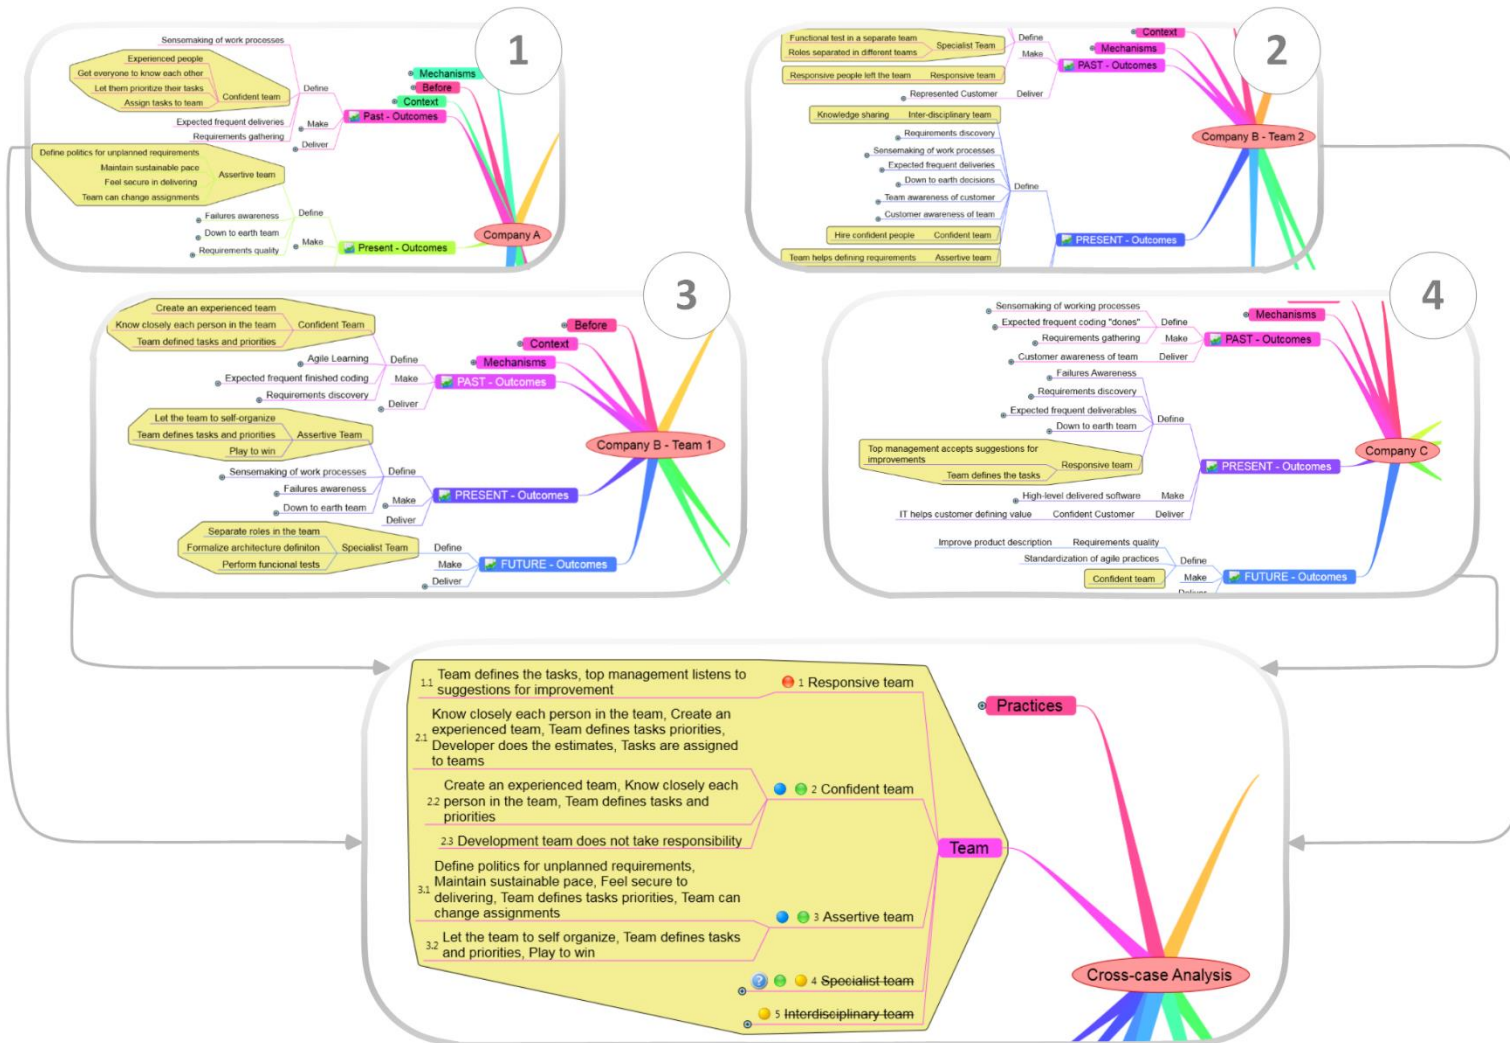 1
Sensemaking of work processes
Experienced people
Get everyone to know each other
Let them prioritize their tasks
Assign tasks to team
Confident team
Expected frequent deliveries
Requirements gathering
Define
Make
Deliver
Mechanisms
Before
Context
Past - Outcomes
Define politics for unplanned requirements
Maintain sustainable pace
Feel secure in delivering
Team can change assignments
Assertive team
Failures awareness
Down to earth team
Requirements quality
Define
Make
Present - Outcomes
Company A
2
Functional test in a separate team
Roles separated in different teams
Specialist Team
Responsive people left the team
Responsive team
Represented Customer
Define
Make
Deliver
Context
Mechanisms
PAST - Outcomes
Knowledge sharing
Inter-disciplinary team
Requirements discovery
Sensemaking of work processes
Expected frequent deliveries
Down to earth decisions
Team awareness of customer
Customer awareness of team
Hire confident people
Confident team
Team helps defining requirements
Assertive team
Define
PRESENT - Outcomes
Company B - Team 2
3
Create an experienced team
Know closely each person in the team
Team defined tasks and priorities
Confident Team
Agile Learning
Expected frequent finished coding
Requirements discovery
Define
Make
Deliver
Before
Context
Mechanisms
PAST - Outcomes
Let the team to self-organize
Team defines tasks and priorities
Play to win
Assertive Team
Sensemaking of work processes
Failures awareness
Down to earth team
Define
Make
Deliver
PRESENT - Outcomes
Separate roles in the team
Formalize architecture definiton
Perform funcional tests
Specialist Team
Define
Make
Deliver
FUTURE - Outcomes
Company B - Team 1
4
Sensemaking of working processes
Expected frequent coding "dones"
Requirements gathering
Customer awareness of team
Define
Make
Deliver
Mechanisms
PAST - Outcomes
Failures Awareness
Requirements discovery
Expected frequent deliverables
Down to earth team
Top management accepts suggestions for
improvements
Team defines the tasks
Responsive team
Define
High-level delivered software
Make
IT helps customer defining value
Confident Customer
Deliver
PRESENT - Outcomes
Improve product description
Requirements quality
Standardization of agile practices
Confident team
Define
Make
Deliver
FUTURE - Outcomes
Company C
1.1 Team defines the tasks, top management listens to
suggestions for improvement
1 Responsive team
2.1 Know closely each person in the team, Create an
experienced team, Team defines tasks priorities,
Developer does the estimates, Tasks are assigned
to teams
2.2 Create an experienced team, Know closely each
person in the team, Team defines tasks and
priorities
2.3 Development team does not take responsibility
2 Confident team
3.1 Define politics for unplanned requirements,
Maintain sustainable pace, Feel secure to
delivering, Team defines tasks priorities, Team can
change assignments
3.2 Let the team to self organize, Team defines tasks
and priorities, Play to win
3 Assertive team
? 4 Specialist team
5 Interdisciplinary team
Team
Practices
Cross-case Analysis